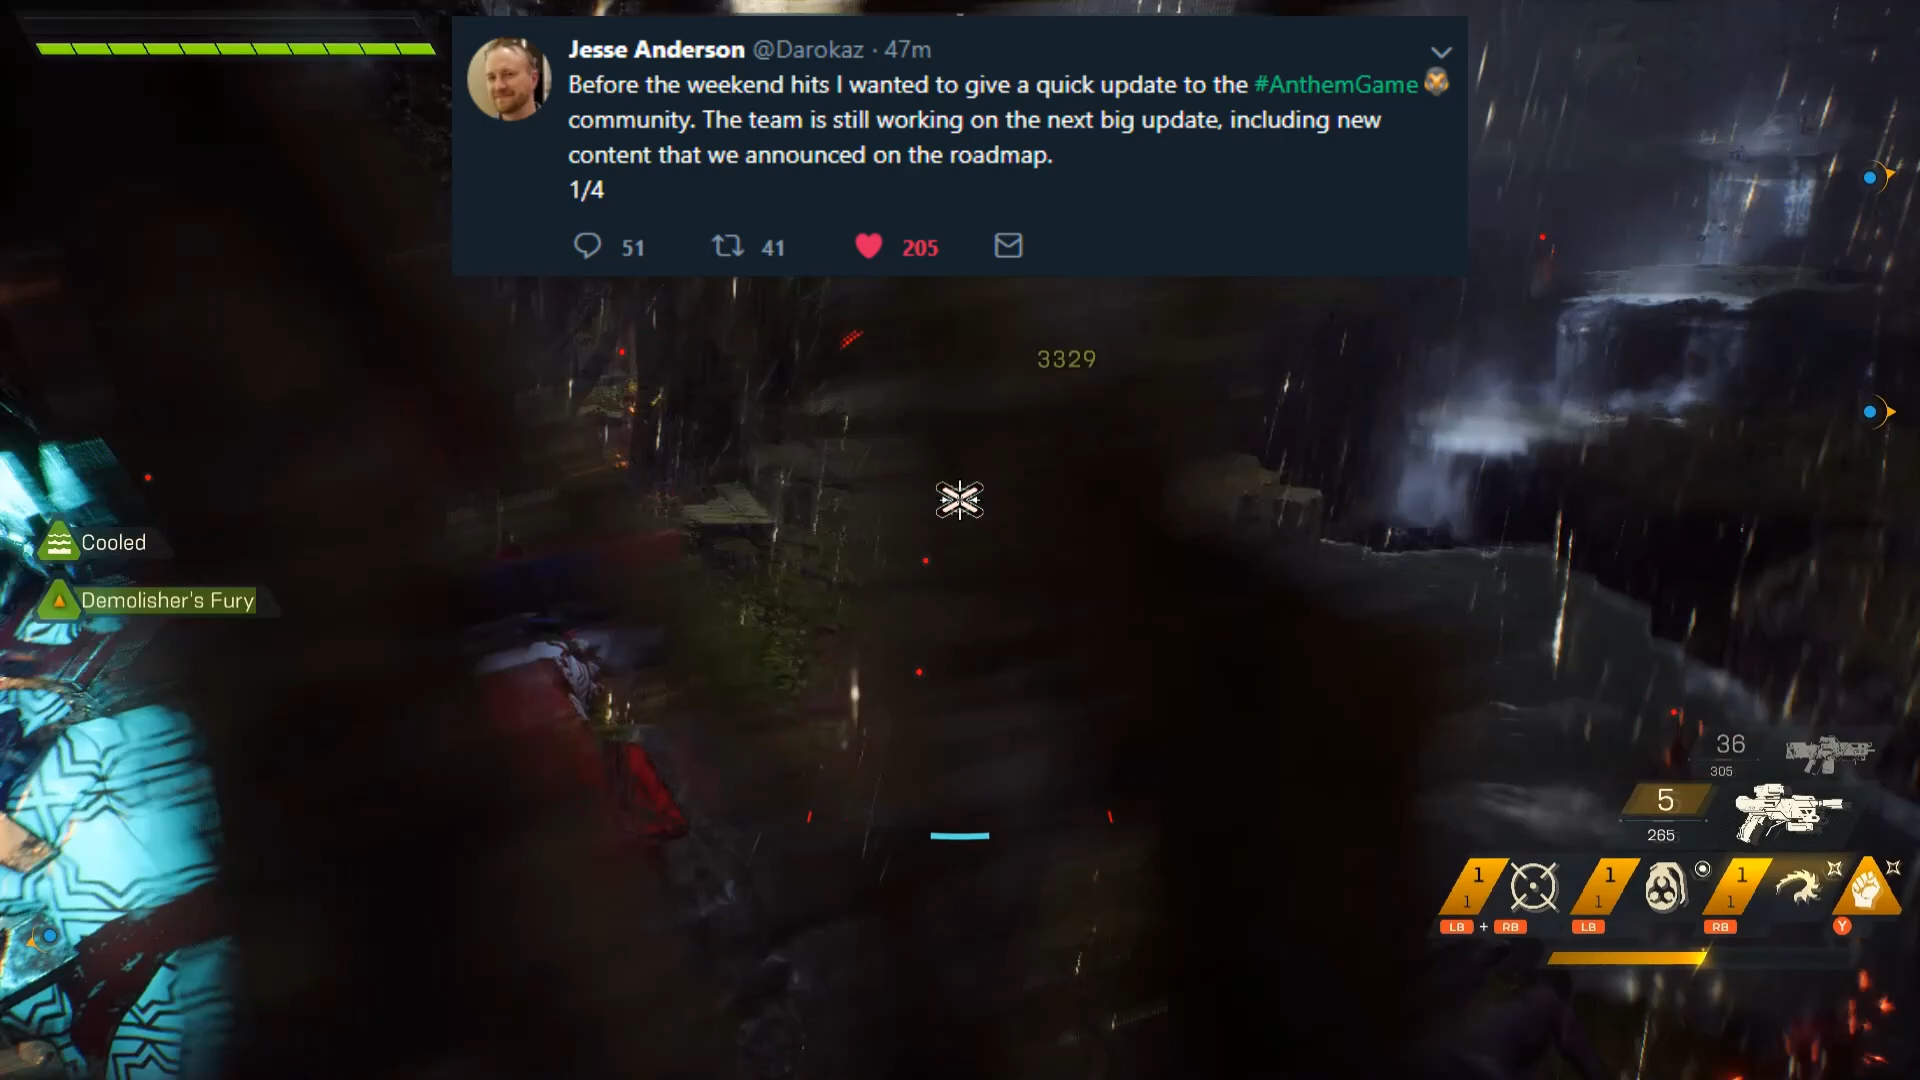 Jesse Anderson @Darokaz · 47m
Before the weekend hits I wanted to give a quick update to the #AnthemGame
community. The team is still working on the next big update, including new
content that we announced on the roadmap.
1/4
51 41 205
3329
Cooled
Demolisher's Fury
36
305
5
265
1 1 1
1 1 1
LB + RB LB RB Y